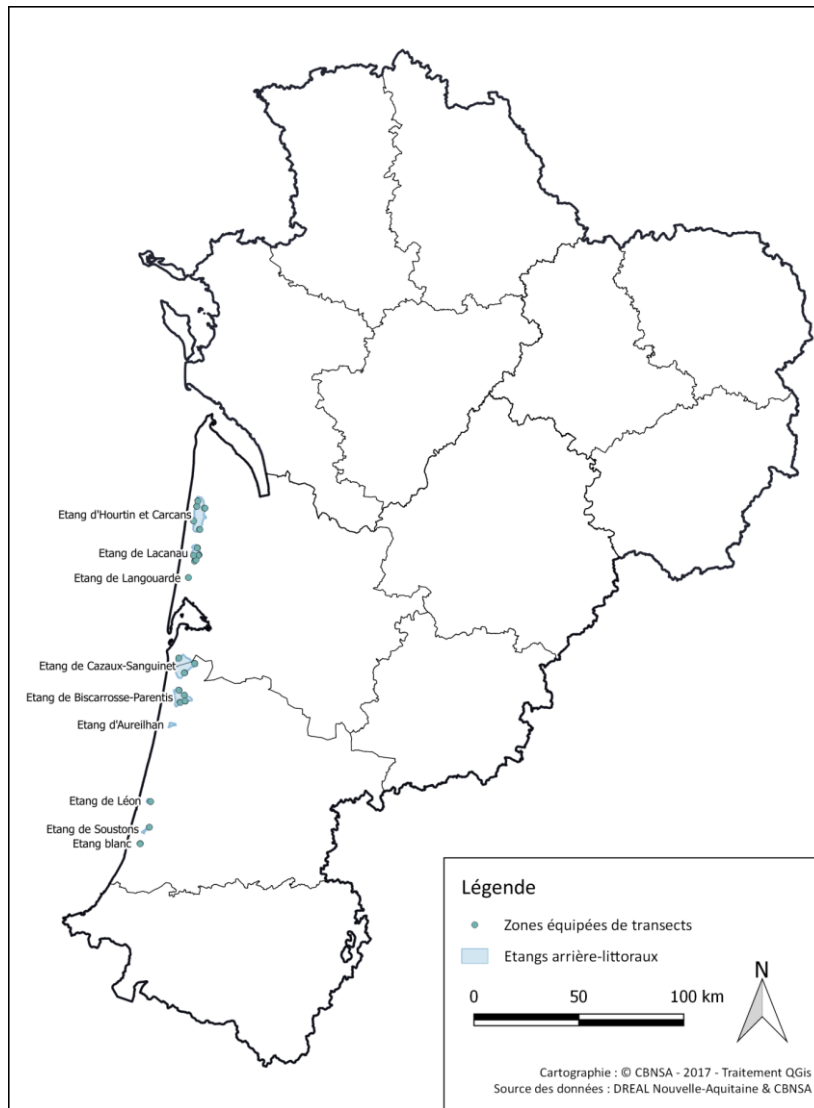 Etang d'Hourtin et Carcans
Etang de Lacanau
Etang de Langouarde
Etang de Cazaux-Sanguinet
Etang de Biscarrosse-Parentis
Etang d'Aureilhan
Etang de Léon
Etang de Soustons
Etang blanc
Légende
Zones équipées de transects
Etangs arrière-littoraux
0 50 100 km
N
Cartographie : © CBNSA - 2017 - Traitement QGis
Source des données : DREAL Nouvelle-Aquitaine & CBNSA